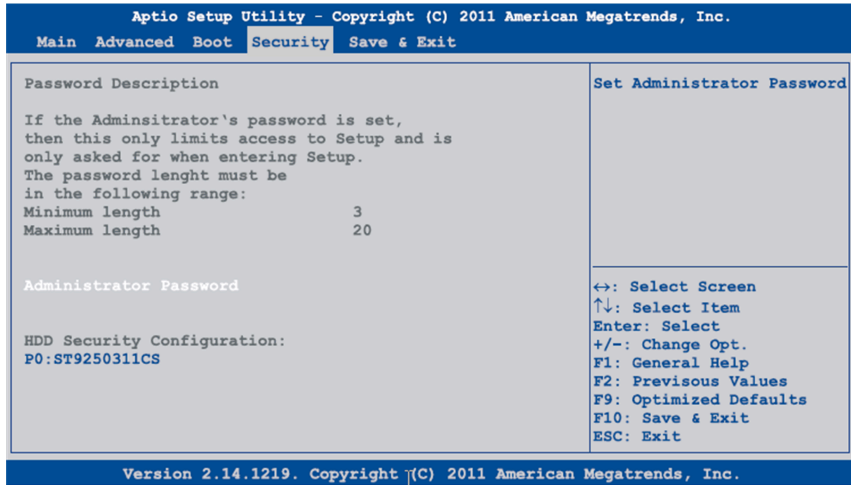 Aptio Setup Utility - Copyright (C) 2011 American Megatrends, Inc.
Main Advanced Boot Security Save & Exit
Password Description
If the Adminsitrator`s password is set,
then this only limits access to Setup and is
only asked for when entering Setup.
The password lenght must be
in the following range:
Minimum length 3
Maximum length 20
Administrator Password
HDD Security Configuration:
P0:ST9250311CS
Set Administrator Password
↔: Select Screen
↑↓: Select Item
Enter: Select
+/-: Change Opt.
F1: General Help
F2: Previsous Values
F9: Optimized Defaults
F10: Save & Exit
ESC: Exit
Version 2.14.1219. Copyright (C) 2011 American Megatrends, Inc.